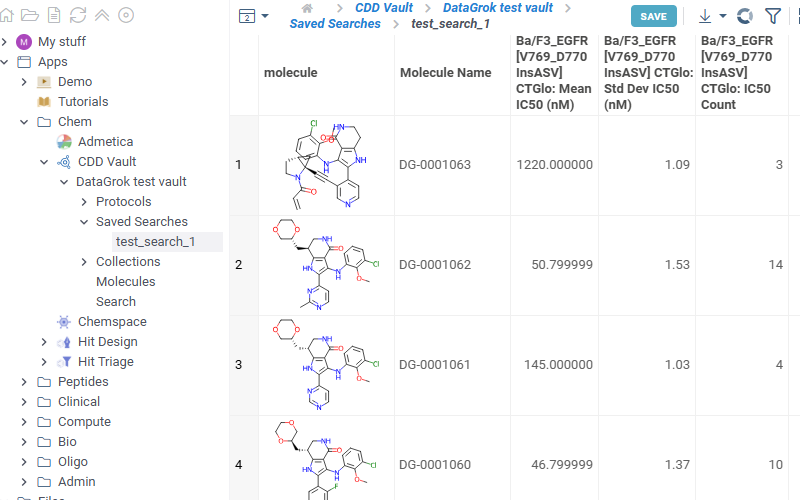 2
CDD Vault
DataGrok test vault
Saved Searches
test_search_1
SAVE
M My stuff
Apps
Demo
Tutorials
Chem
Admetica
CDD Vault
DataGrok test vault
Protocols
Saved Searches
test_search_1
Collections
Molecules
Search
Chemspace
Hit Design
Hit Triage
Peptides
Clinical
Compute
Bio
Oligo
Admin
Files
molecule
Molecule Name
Ba/F3_EGFR
[V769_D770
InsASV]
CTGlo: Mean
IC50 (nM)
Ba/F3_EGFR
[V769_D770
InsASV] CTGlo:
Std Dev IC50
(nM)
Ba/F3_EGFR
[V769_D770
InsASV]
CTGlo: IC50
Count
1 DG-0001063 1220.000000 1.09 3
2 DG-0001062 50.799999 1.53 14
3 DG-0001061 145.000000 1.03 4
4 DG-0001060 46.799999 1.37 10